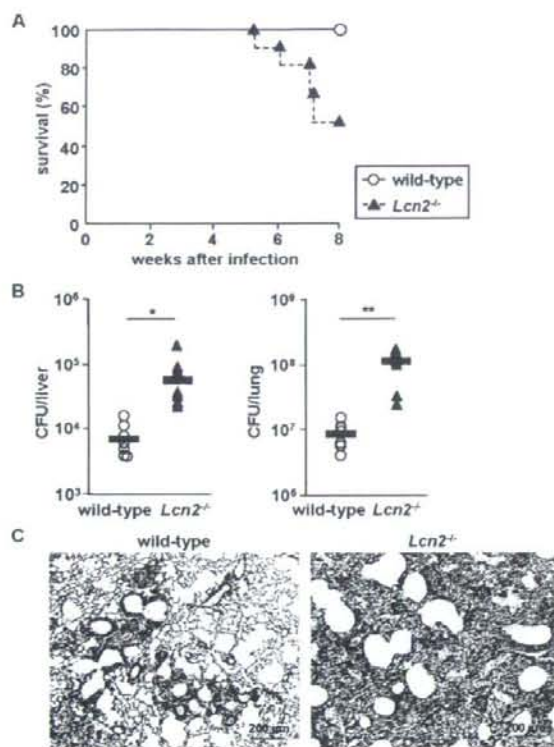 A
100
80
60
40
20
0
survival (%)
0 2 4 6 8
weeks after infection
wild-type
Lcn2-/-
B
10⁶
10⁵
10⁴
10³
CFU/liver
*
wild-type Lcn2-/-
10⁹
10⁸
10⁷
10⁶
CFU/lung
**
wild-type Lcn2-/-
C
wild-type Lcn2-/-
200 µm
200 µm